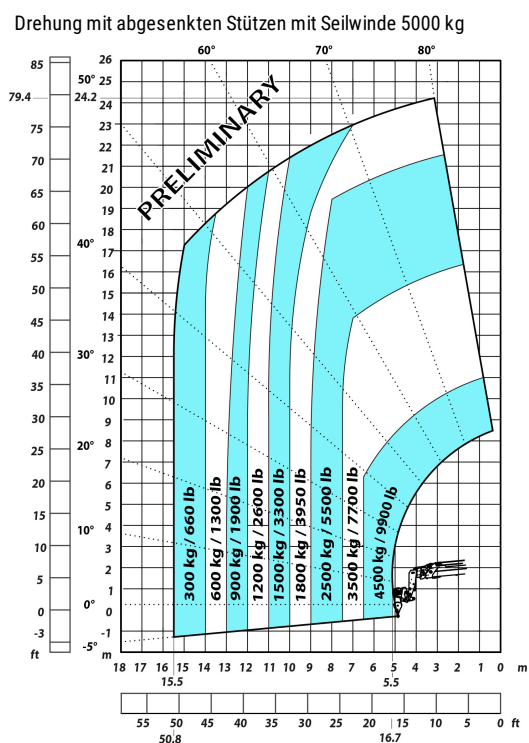 Drehung mit abgesenkten Stützen mit Seilwinde 5000 kg
60° 70° 80°
85 26
50° 25
79.4 24.2
23
75 22
70 21
20
65 19
60 18
40° 17
55 16
50 15
14
45 13
40 30° 12
11
35 10
30 9
25 20° 8
7
20 6
5
15 10° 4
10 3
2
5 1
0 0° 0
-3 -1
ft -5° m
PRELIMINARY
300 kg / 660 lb
600 kg / 1300 lb
900 kg / 1900 lb
1200 kg / 2600 lb
1500 kg / 3300 lb
1800 kg / 3950 lb
2500 kg / 5500 lb
3500 kg / 7700 lb
4500 kg / 9900 lb
18 17 16 15 14 13 12 11 10 9 8 7 6 5 4 3 2 1 0 m
15.5 5.5
55 50 45 40 35 30 25 20 15 10 5 0 ft
50.8 16.7